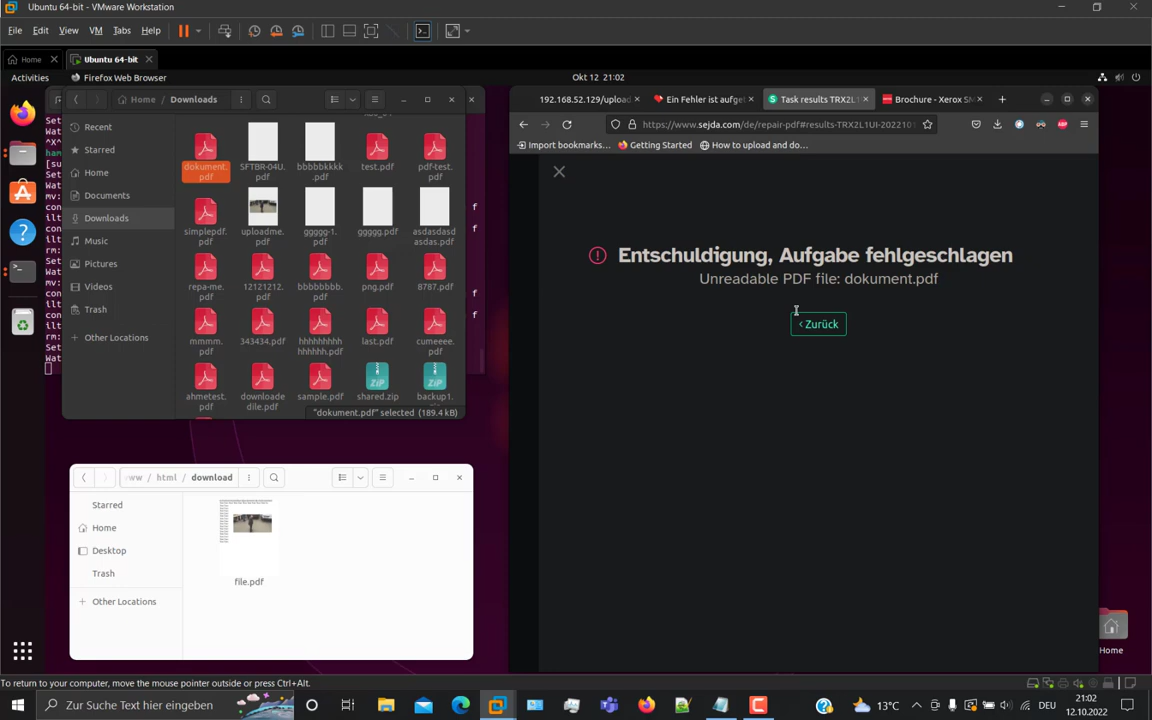 Ubuntu 64-bit - VMware Workstation
File Edit View VM Tabs Help
Home Ubuntu 64-bit
Activities Firefox Web Browser Okt 12 21:02
Home / Downloads
Recent
Starred
Home
Documents
Downloads
Music
Pictures
Videos
Trash
+ Other Locations
dokument.pdf SFTBR-04U.pdf bbbbbkkkk.pdf test.pdf pdf-test.pdf
simplepdf.pdf uploadme.pdf ggggg-1.pdf ggggg.pdf asdasdasdasdas.pdf
repa-me.pdf 12121212.pdf bbbbbbbb.pdf png.pdf 8787.pdf
mmmm.pdf 343434.pdf hhhhhhhhhhhhhhhh.pdf last.pdf cumeeee.pdf
ahmetest.pdf sample.pdf shared.zip
"dokument.pdf" selected (189.4 kB)
www / html / download
Starred
Home
Desktop
Trash
+ Other Locations
file.pdf
192.168.52.129/upload Ein Fehler ist aufget Task results TRX2L1 Brochure - Xerox SM
https://www.sejda.com/de/repair-pdf#results-TRX2L1UI-202210
Import bookmarks... Getting Started How to upload and do...
Entschuldigung, Aufgabe fehlgeschlagen
Unreadable PDF file: dokument.pdf
‹ Zurück
Home
To return to your computer, move the mouse pointer outside or press Ctrl+Alt.
Zur Suche Text hier eingeben
13°C
DEU
21:02
12.10.2022